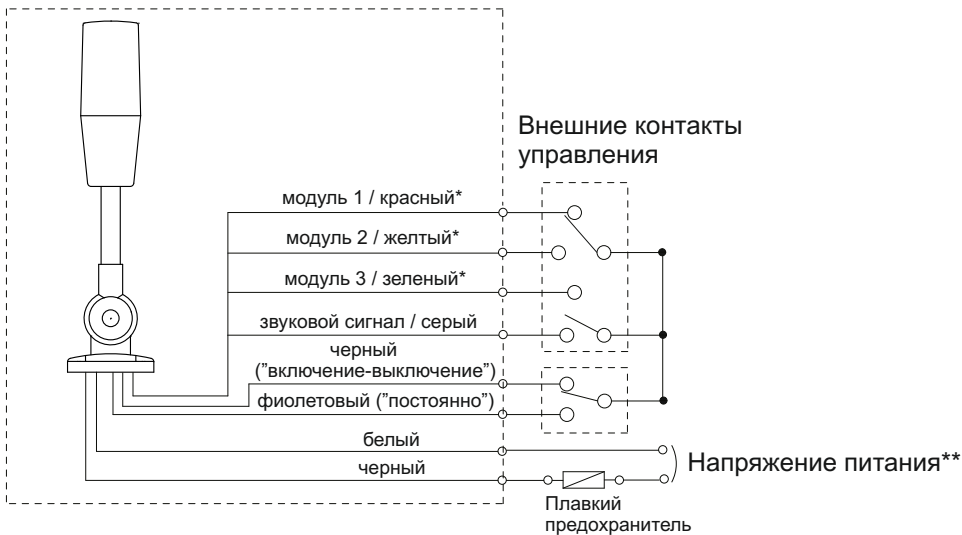 Внешние контакты
управления
модуль 1 / красный*
модуль 2 / желтый*
модуль 3 / зеленый*
звуковой сигнал / серый
черный
(”включение-выключение”)
фиолетовый (”постоянно”)
белый
черный
Напряжение питания**
Плавкий
предохранитель